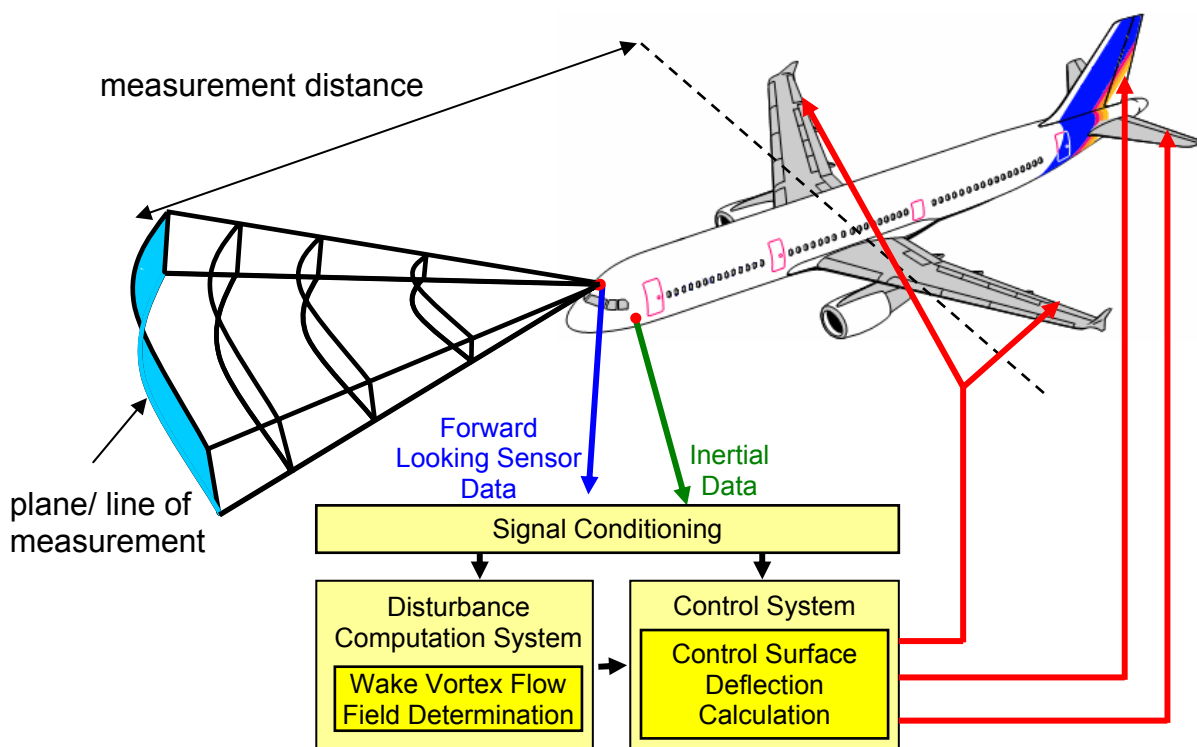 measurement distance
plane/ line of
measurement
Forward
Looking Sensor
Data
Inertial
Data
Signal Conditioning
Disturbance
Computation System
Wake Vortex Flow
Field Determination
Control System
Control Surface
Deflection
Calculation